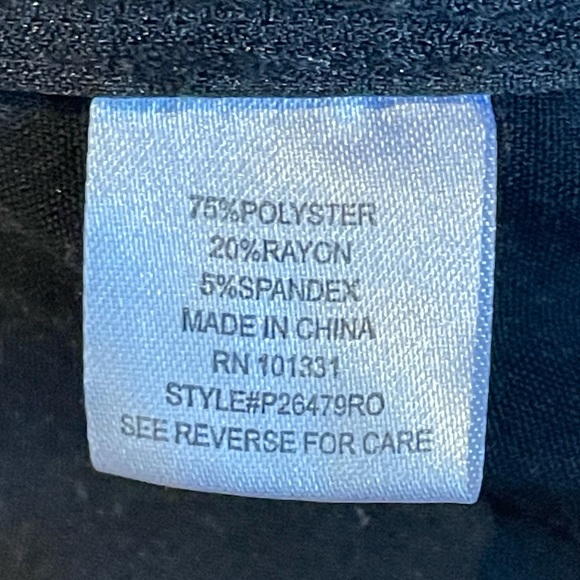 75%POLYSTER
20%RAYON
5%SPANDEX
MADE IN CHINA
RN 101331
STYLE#P26479RO
SEE REVERSE FOR CARE